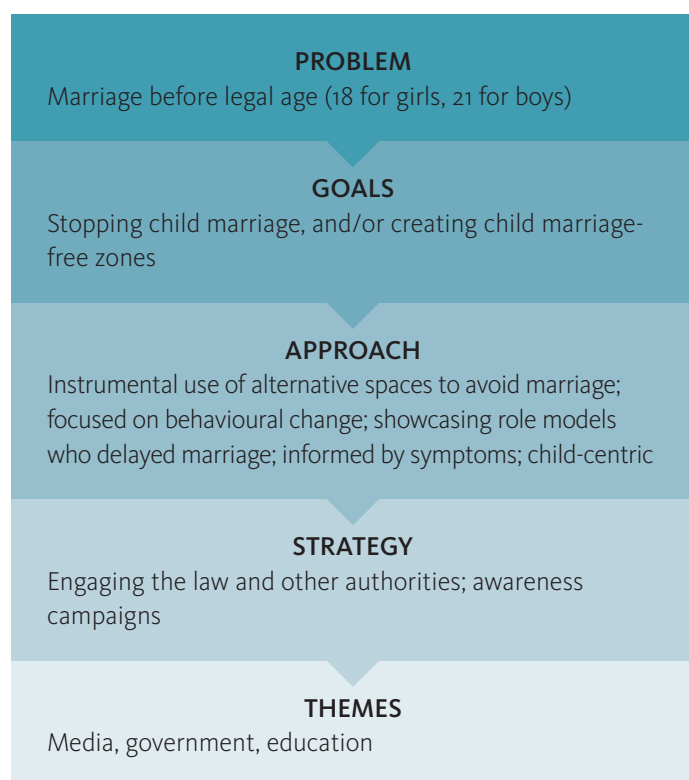 PROBLEM
Marriage before legal age (18 for girls, 21 for boys)
GOALS
Stopping child marriage, and/or creating child marriage-
free zones
APPROACH
Instrumental use of alternative spaces to avoid marriage;
focused on behavioural change; showcasing role models
who delayed marriage; informed by symptoms; child-centric
STRATEGY
Engaging the law and other authorities; awareness
campaigns
THEMES
Media, government, education